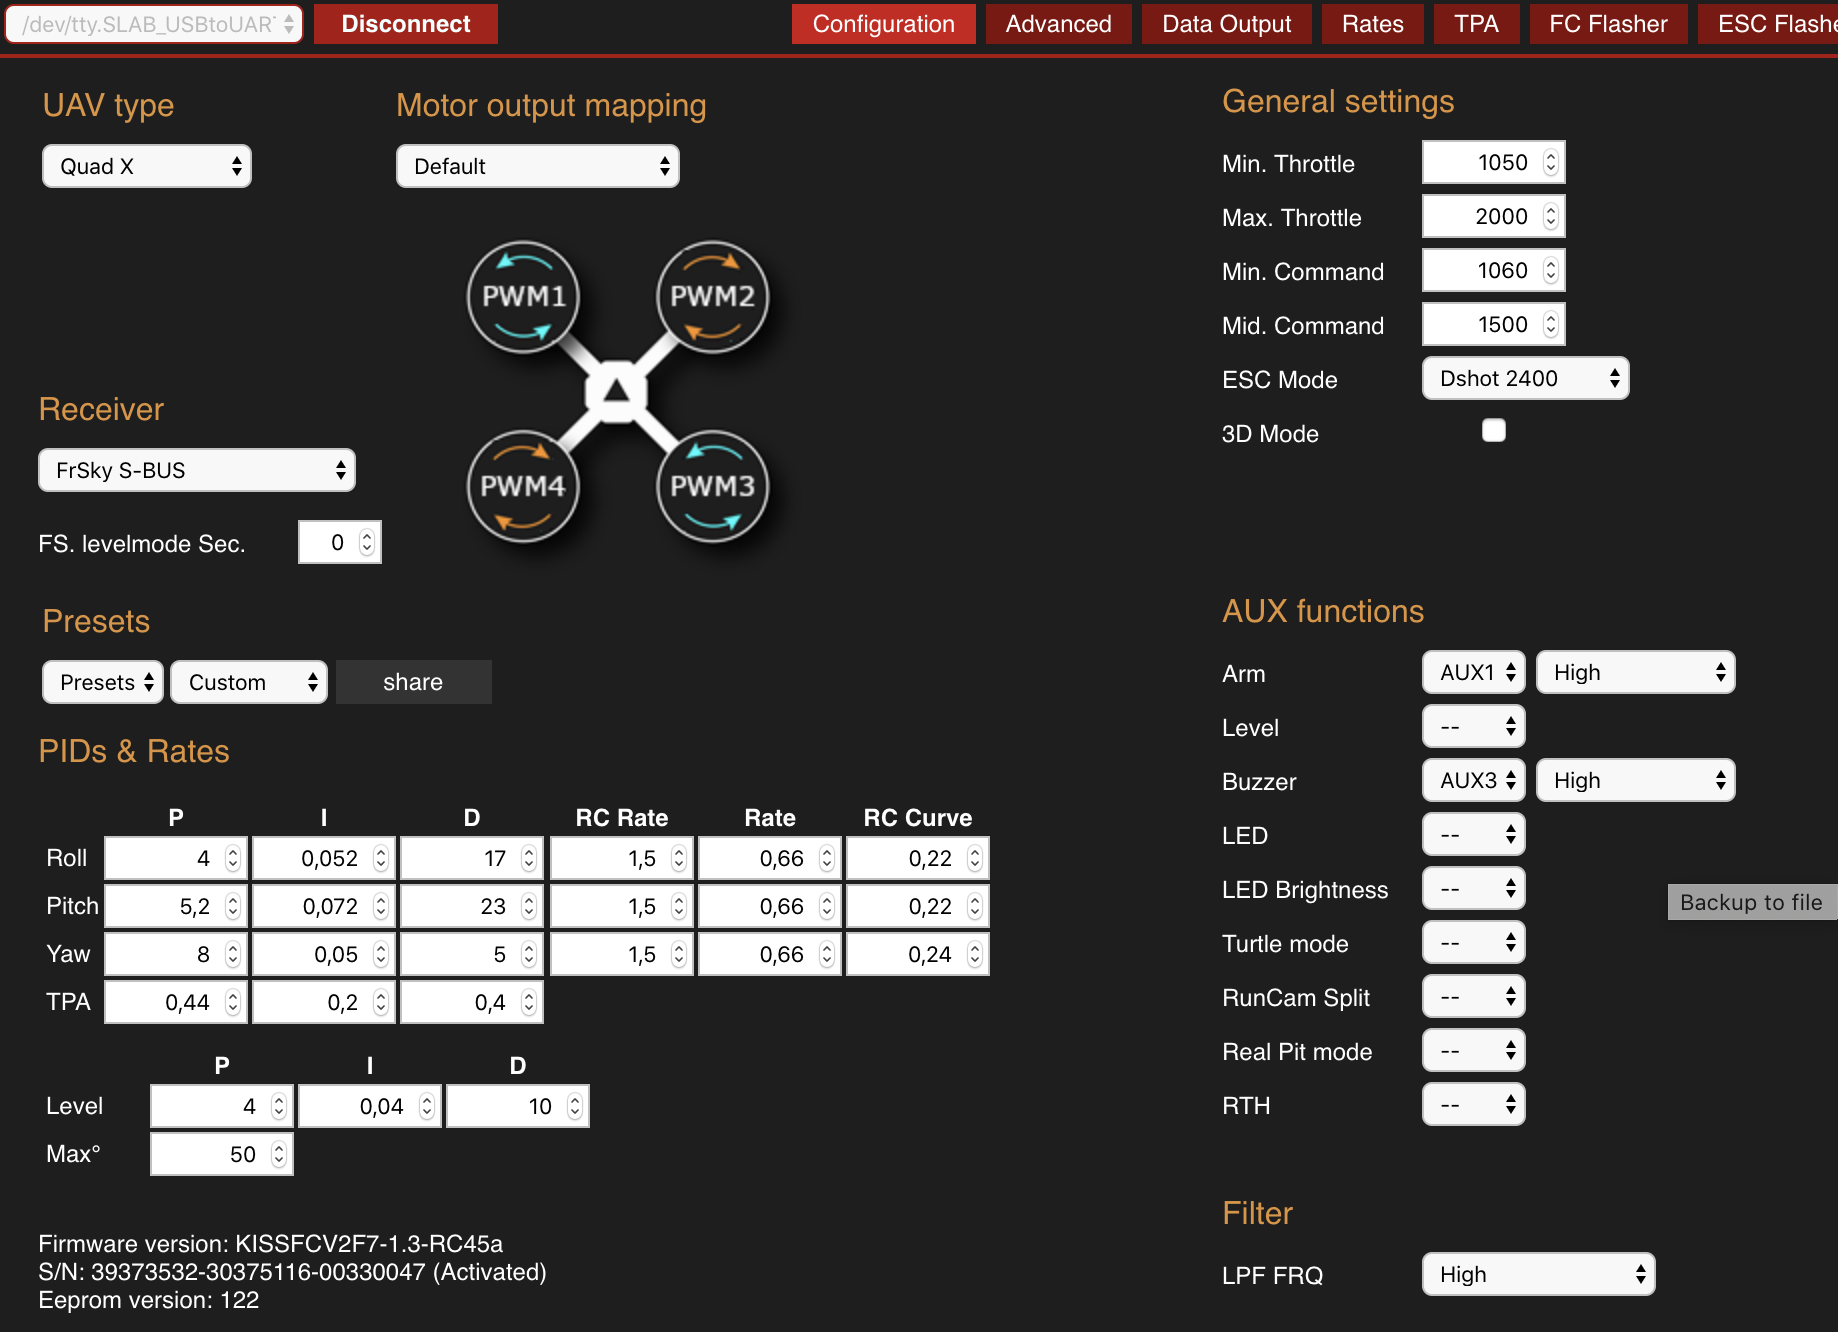 /dev/tty.SLAB_USBtoUAR
Disconnect
Configuration
Advanced
Data Output
Rates
TPA
FC Flasher
ESC Flashe
UAV type
Quad X
Motor output mapping
Default
PWM1
PWM2
PWM4
PWM3
Receiver
FrSky S-BUS
FS. levelmode Sec. 0
Presets
Presets Custom share
PIDs & Rates
P I D RC Rate Rate RC Curve
Roll 4 0,052 17 1,5 0,66 0,22
Pitch 5,2 0,072 23 1,5 0,66 0,22
Yaw 8 0,05 5 1,5 0,66 0,24
TPA 0,44 0,2 0,4
P I D
Level 4 0,04 10
Max° 50
Firmware version: KISSFCV2F7-1.3-RC45a
S/N: 39373532-30375116-00330047 (Activated)
Eeprom version: 122
General settings
Min. Throttle 1050
Max. Throttle 2000
Min. Command 1060
Mid. Command 1500
ESC Mode Dshot 2400
3D Mode
AUX functions
Arm AUX1 High
Level --
Buzzer AUX3 High
LED --
LED Brightness --
Turtle mode --
RunCam Split --
Real Pit mode --
RTH --
Backup to file
Filter
LPF FRQ High